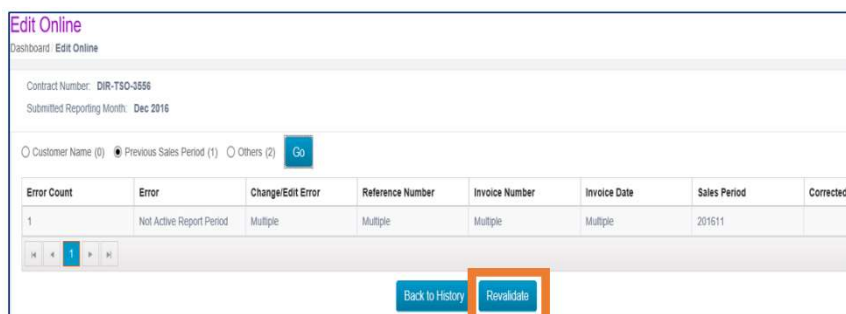 Edit Online
Dashboard / Edit Online
Contract Number: DIR-TSO-3556
Submitted Reporting Month: Dec 2016
Customer Name (0) Previous Sales Period (1) Others (2) Go
Error Count Error Change/Edit Error Reference Number Invoice Number Invoice Date Sales Period Corrected
1 Not Active Report Period Multiple Multiple Multiple Multiple 201611
1
Back to History Revalidate